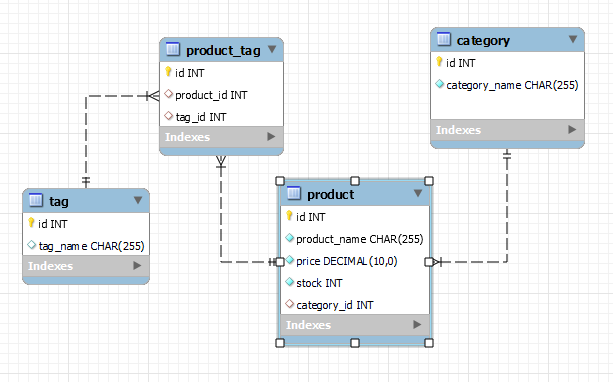 product_tag
id INT
product_id INT
tag_id INT
Indexes
category
id INT
category_name CHAR(255)
Indexes
tag
id INT
tag_name CHAR(255)
Indexes
product
id INT
product_name CHAR(255)
price DECIMAL(10,0)
stock INT
category_id INT
Indexes